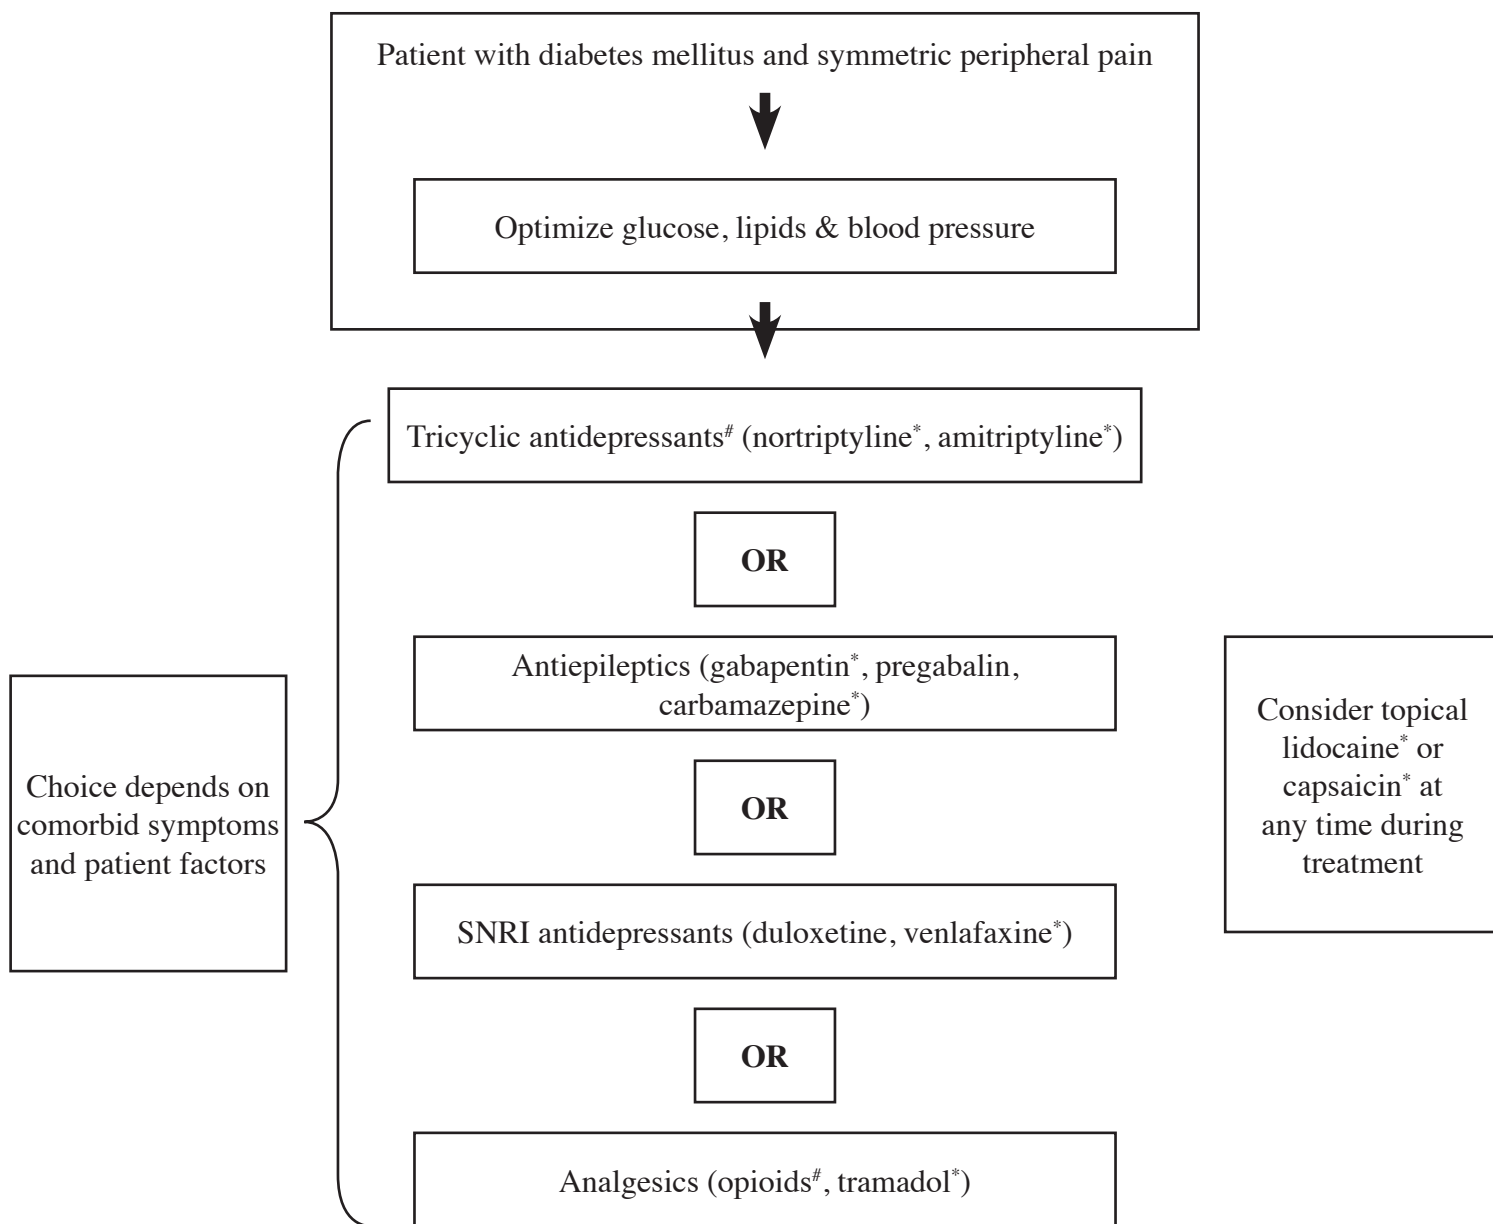 Patient with diabetes mellitus and symmetric peripheral pain
Optimize glucose, lipids & blood pressure
Tricyclic antidepressants# (nortriptyline*, amitriptyline*)
OR
Antiepileptics (gabapentin*, pregabalin,
carbamazepine*)
OR
SNRI antidepressants (duloxetine, venlafaxine*)
OR
Analgesics (opioids#, tramadol*)
Choice depends on
comorbid symptoms
and patient factors
Consider topical
lidocaine* or
capsaicin* at
any time during
treatment